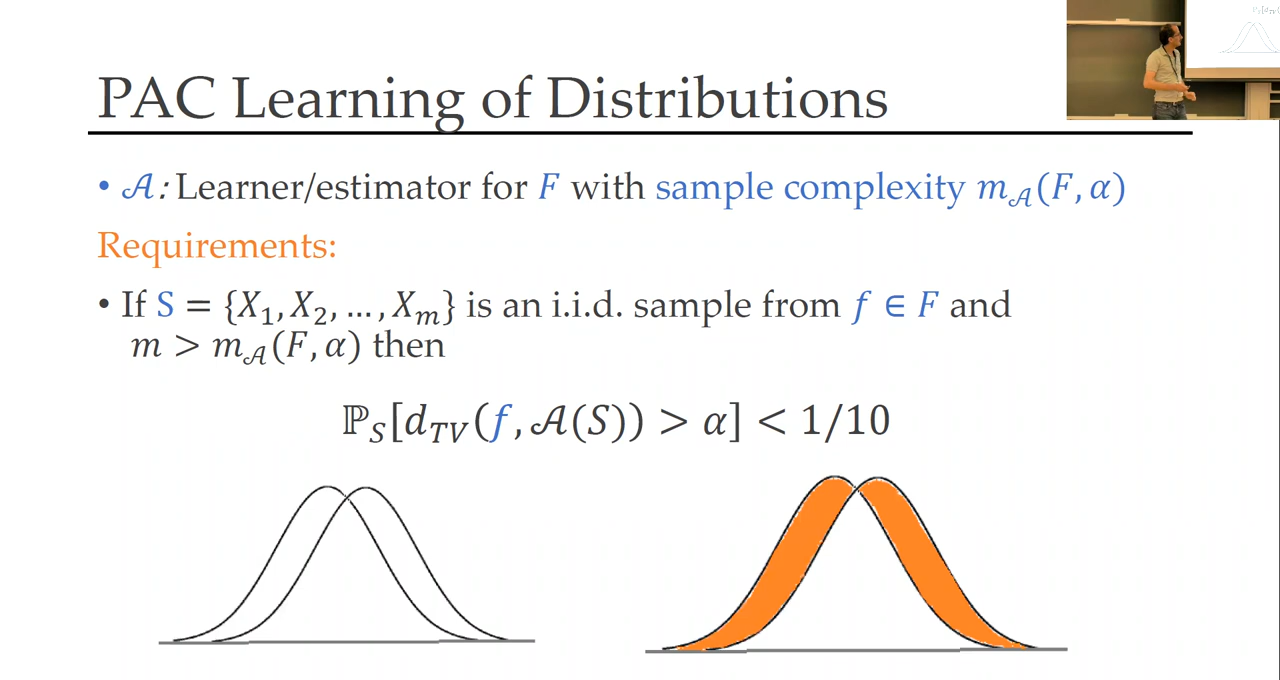 PAC Learning of Distributions
• 𝒜: Learner/estimator for F with sample complexity m_𝒜(F, α)
Requirements:
• If S = {X₁, X₂, …, Xₘ} is an i.i.d. sample from f ∈ F and
m > m_𝒜(F, α) then
ℙ_S[d_TV(f, 𝒜(S)) > α] < 1/10